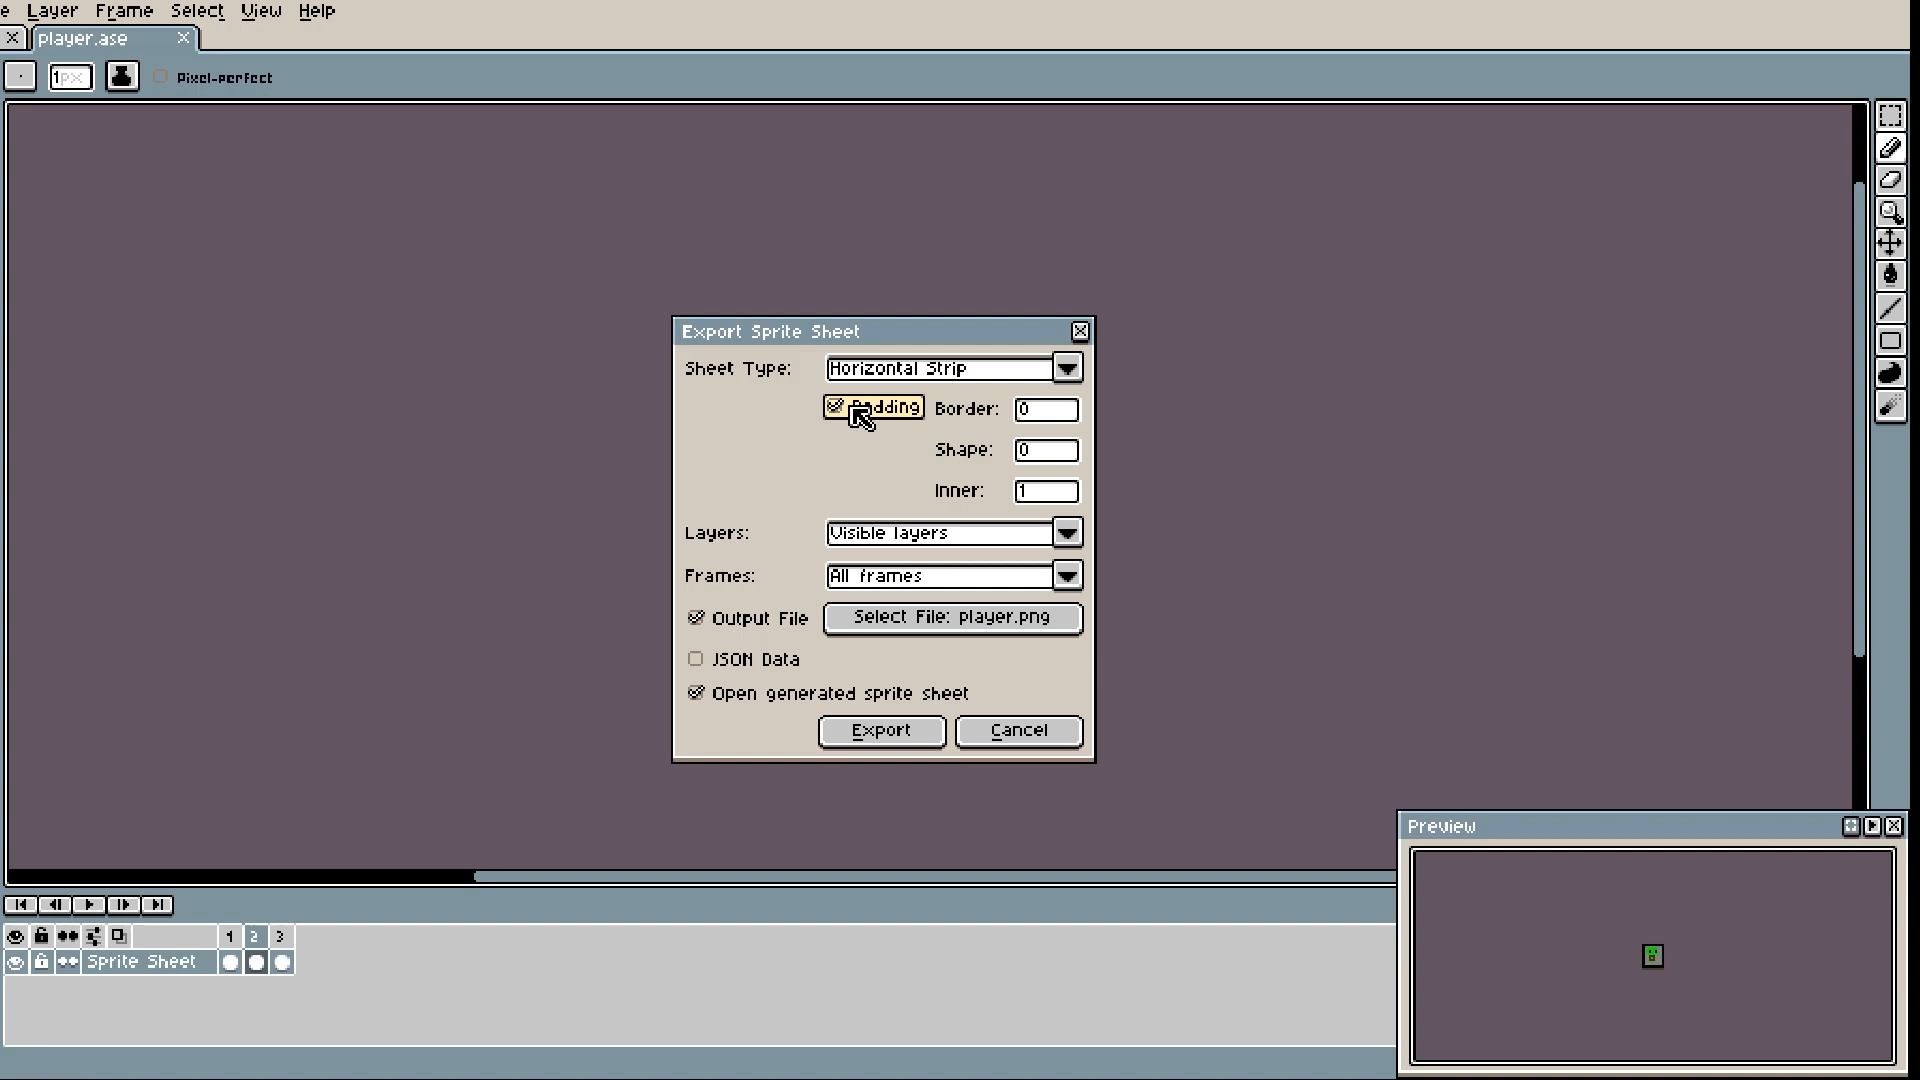 e Layer Frame Select View Help
player.ase
1px Pixel-perfect
Export Sprite Sheet
Sheet Type: Horizontal Strip
Border: 0
Shape: 0
Inner: 1
Layers: Visible layers
Frames: All frames
Output File Select File: player.png
JSON Data
Open generated sprite sheet
Export Cancel
Preview
1 2 3
Sprite Sheet